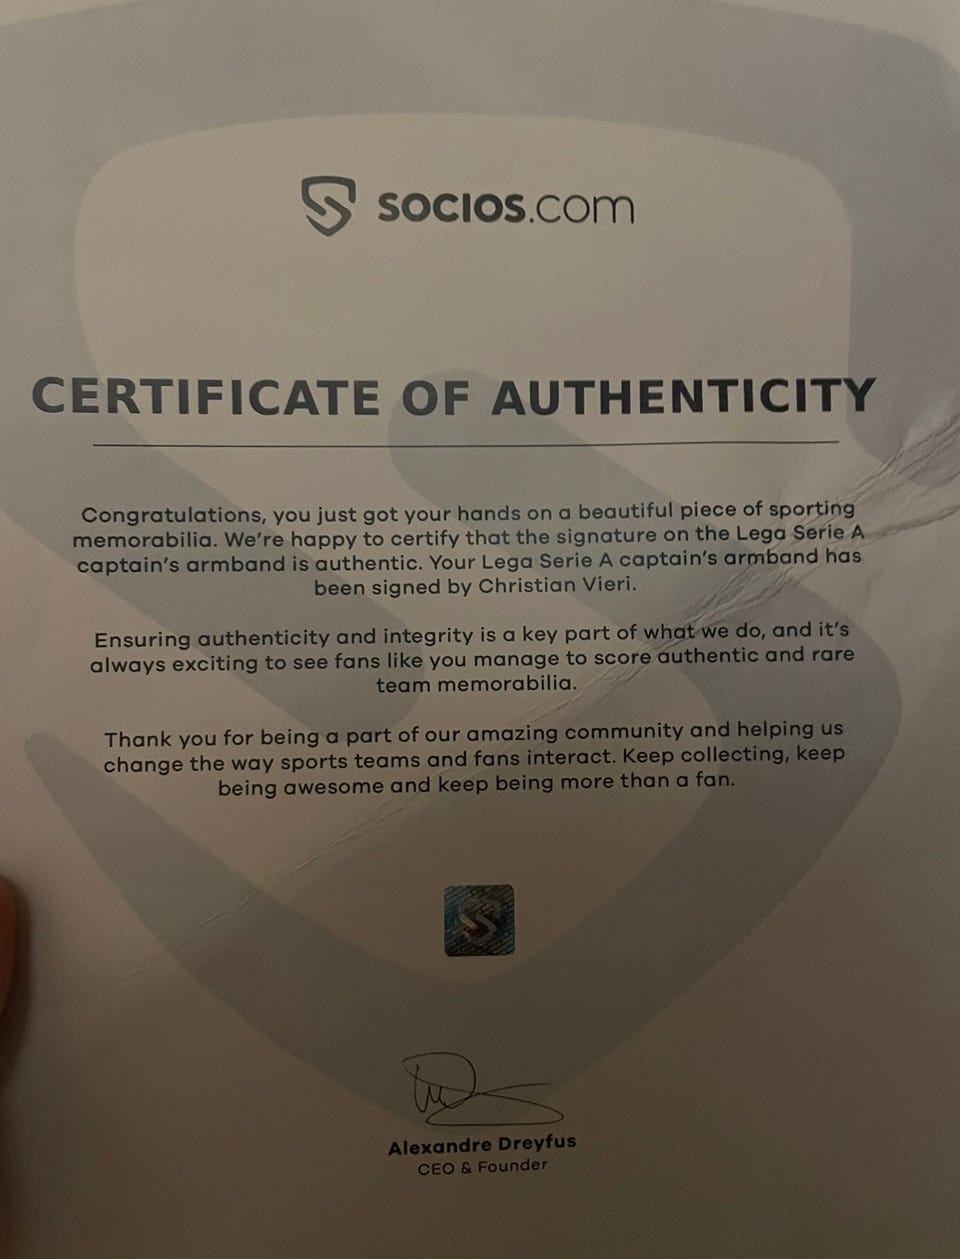 SOCIOS.COM
CERTIFICATE OF AUTHENTICITY
Congratulations, you just got your hands on a beautiful piece of sporting
memorabilia. We're happy to certify that the signature on the Lega Serie A
captain's armband is authentic. Your Lega Serie A captain's armband has
been signed by Christian Vieri.
Ensuring authenticity and integrity is a key part of what we do, and it's
always exciting to see fans like you manage to score authentic and rare
team memorabilia.
Thank you for being a part of our amazing community and helping us
change the way sports teams and fans interact. Keep collecting, keep
being awesome and keep being more than a fan.
Alexandre Dreyfus
CEO & Founder